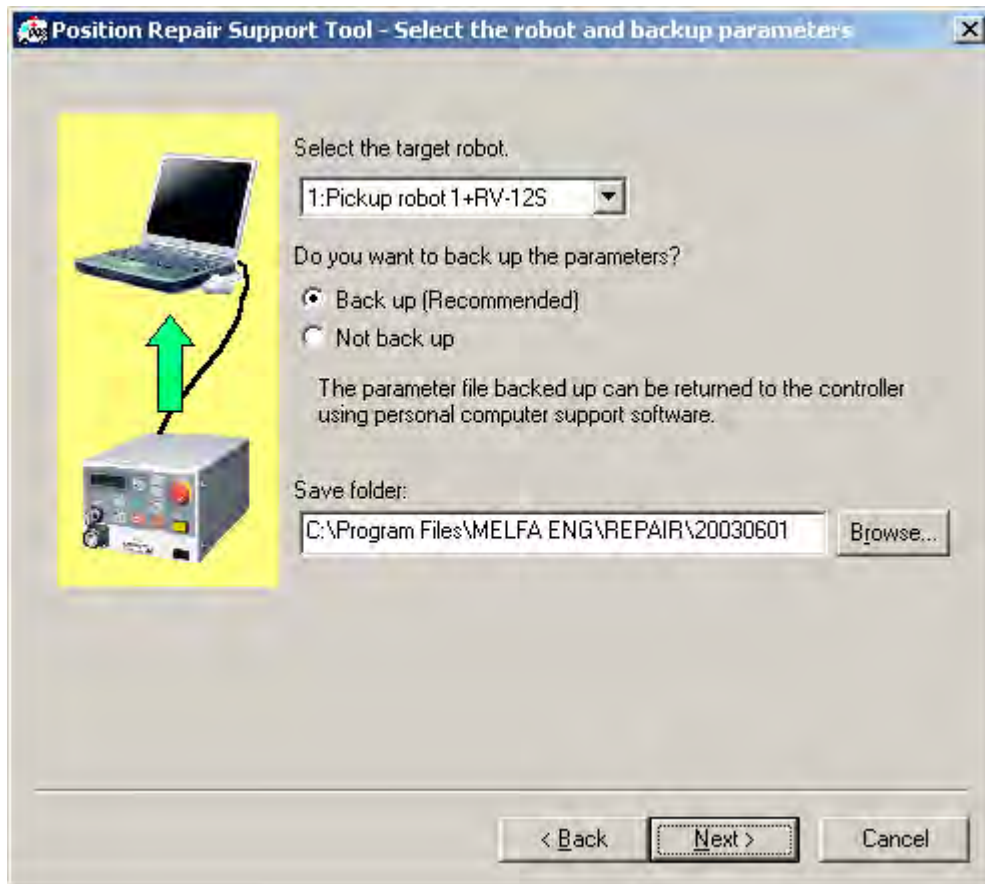 Position Repair Support Tool - Select the robot and backup parameters
Select the target robot.
1:Pickup robot 1+RV-12S
Do you want to back up the parameters?
Back up (Recommended)
Not back up
The parameter file backed up can be returned to the controller
using personal computer support software.
Save folder:
C:\Program Files\MELFA ENG\REPAIR\20030601
Browse...
< Back
Next >
Cancel